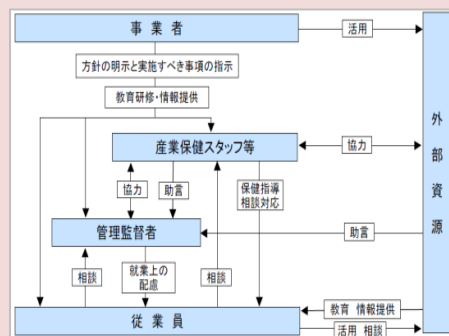 事業者
活用
方針の明示と実施すべき事項の指示
教育研修・情報提供
外部資源
産業保健スタッフ等
協力
協力
助言
保健指導
相談対応
管理監督者
助言
相談
就業上の
配慮
相談
教育 情報提供
従業員
活用 相談